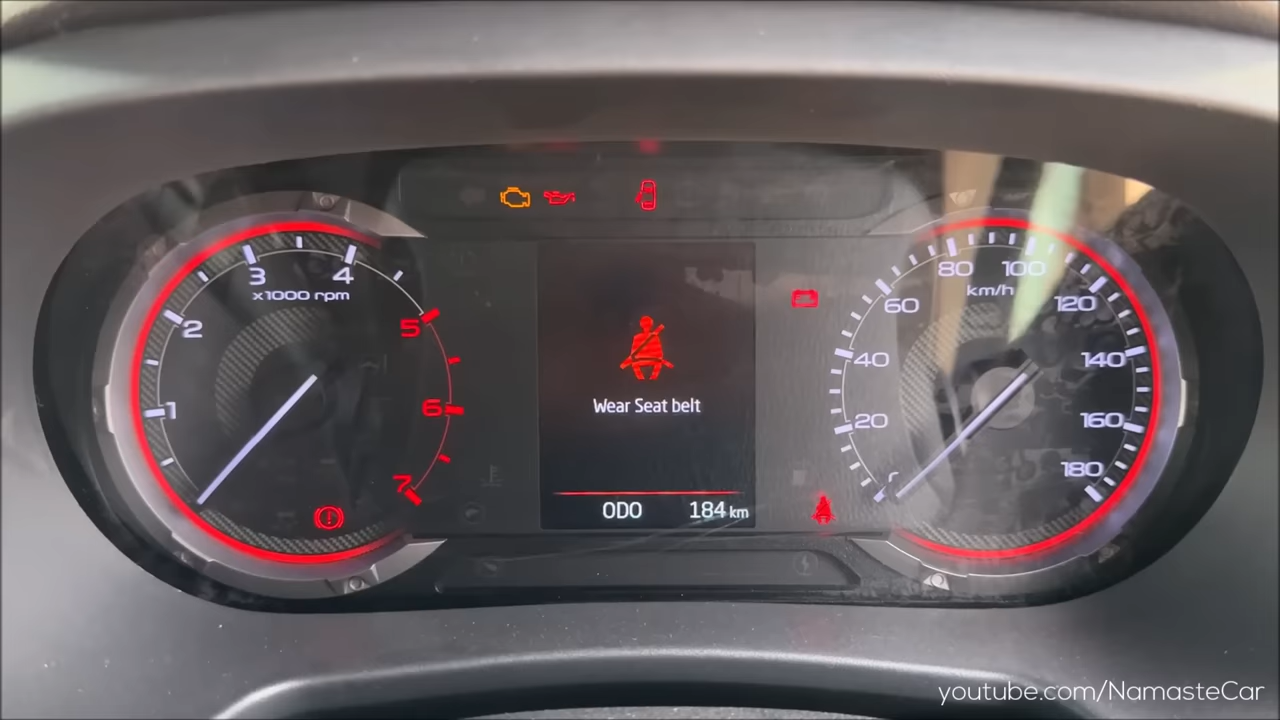 3 4
x1000 rpm
2 5
1 6
7
Wear Seat belt
ODO 184 km
80 100
km/h
60 120
40 140
20 160
180
youtube.com/NamasteCar